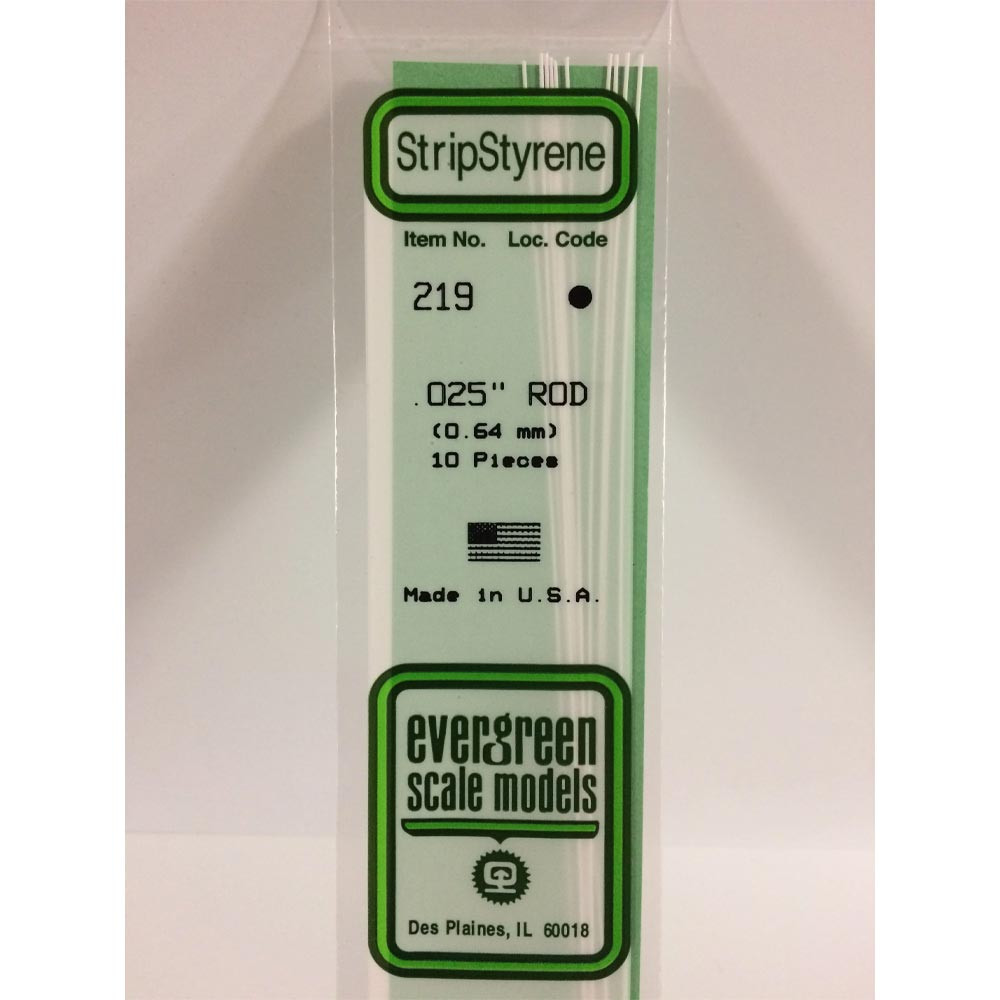 StripStyrene
Item No. Loc. Code
219
.025" ROD
(0.64 mm)
10 Pieces
Made in U.S.A.
evergreen
scale models
Des Plaines, IL 60018